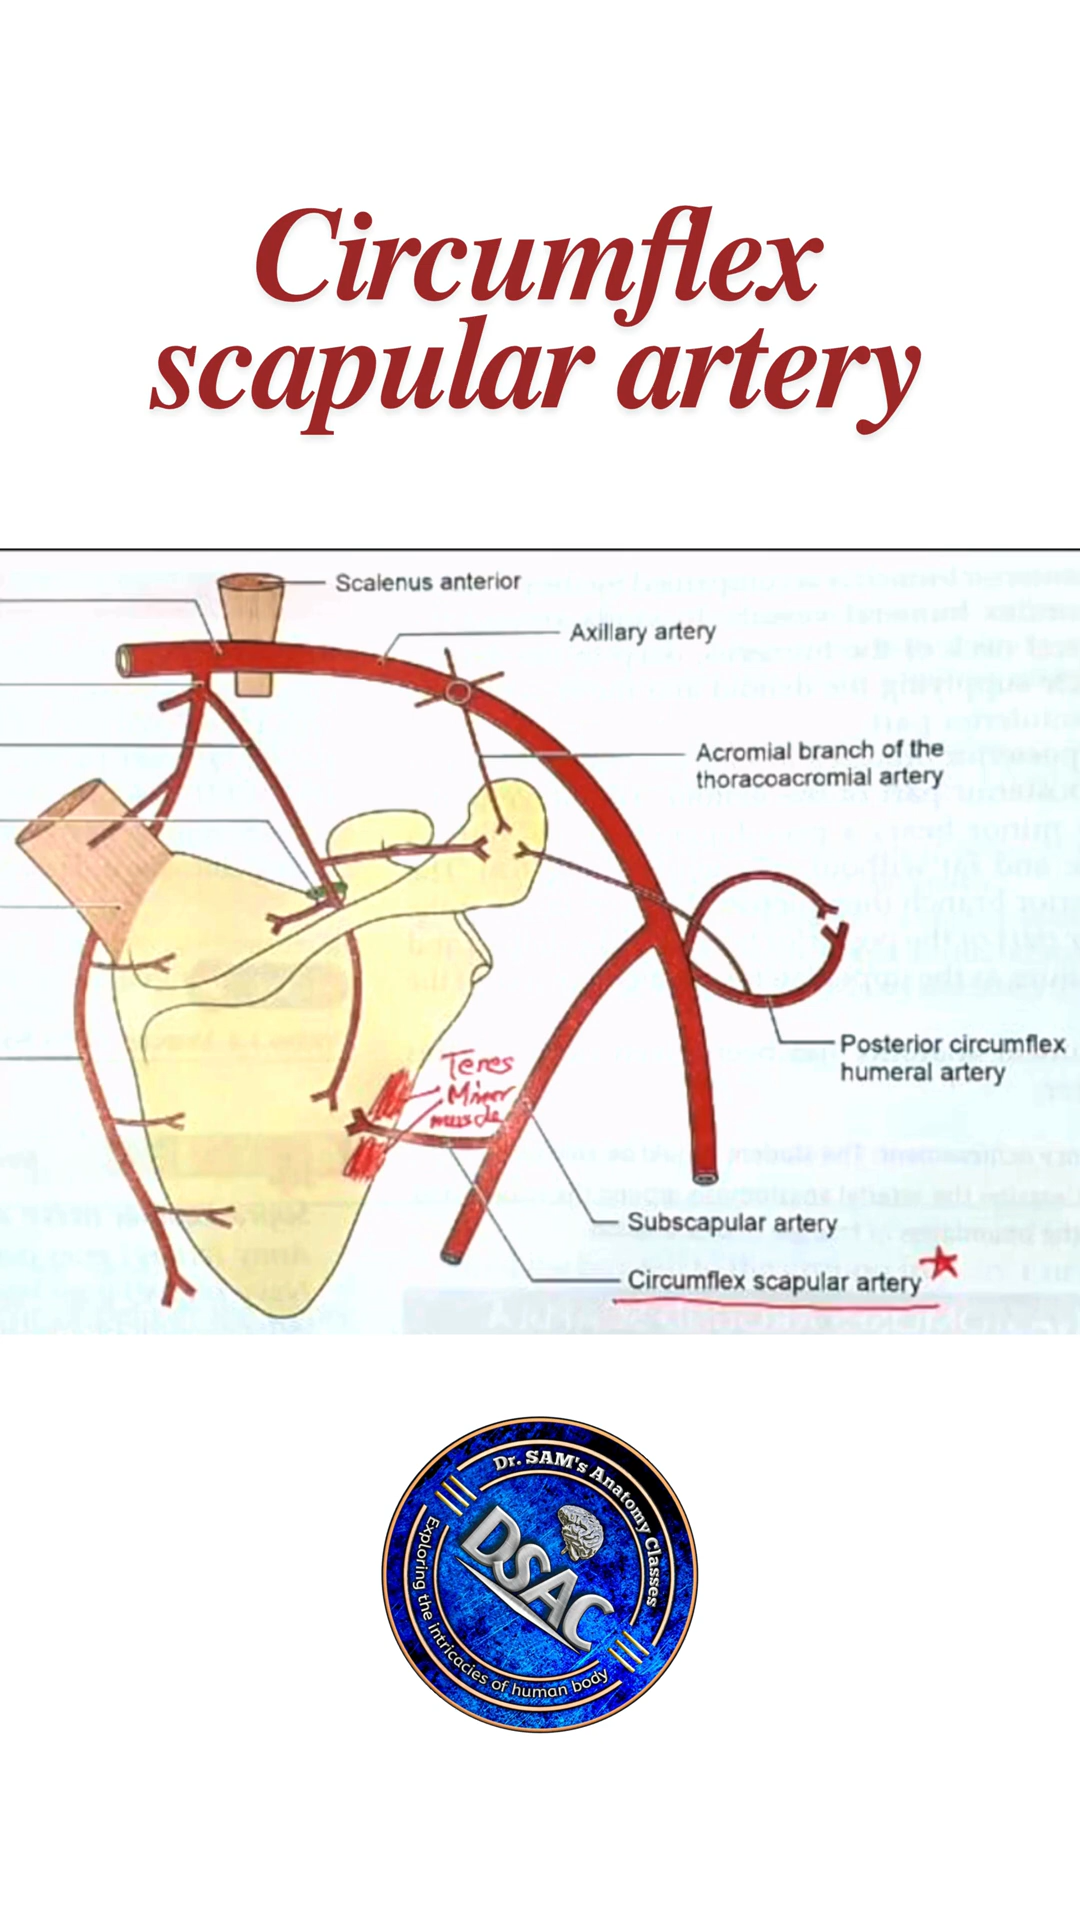 Circumflex
scapular artery
Scalenus anterior
Axillary artery
Acromial branch of the
thoracoacromial artery
Teres
Minor
muscle
Posterior circumflex
humeral artery
Subscapular artery
Circumflex scapular artery
Dr. SAM's Anatomy Classes
DSAC
Exploring the intricacies of human body